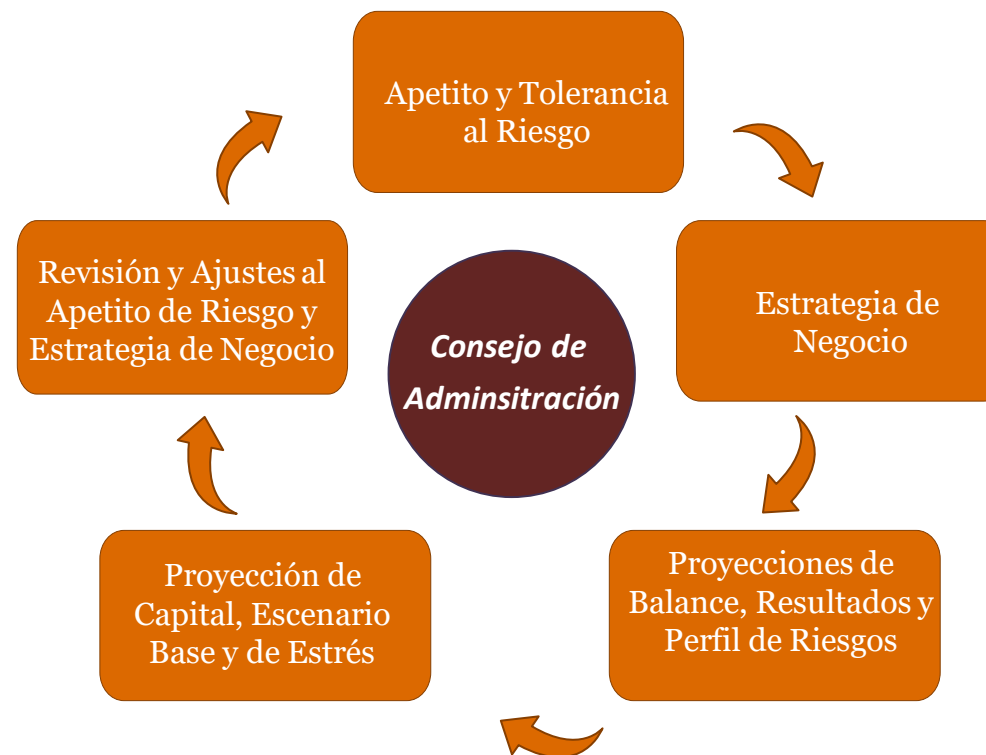 Apetito y Tolerancia
al Riesgo
Estrategia de
Negocio
Proyecciones de
Balance, Resultados y
Perfil de Riesgos
Proyección de
Capital, Escenario
Base y de Estrés
Revisión y Ajustes al
Apetito de Riesgo y
Estrategia de Negocio
Consejo de
Adminsitración